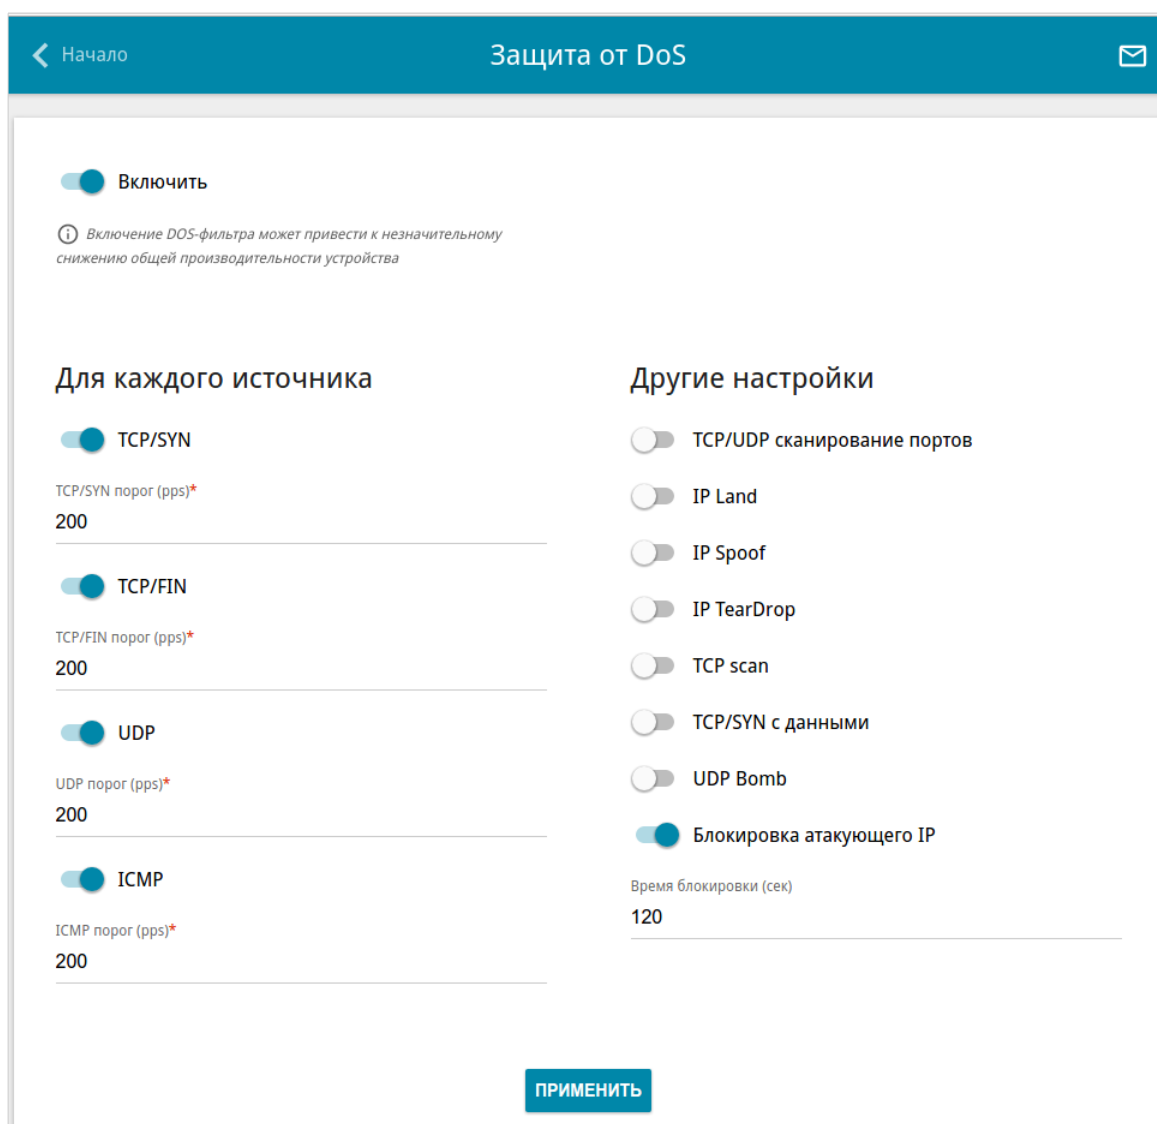 Начало
Защита от DoS
Включить
Включение DOS-фильтра может привести к незначительному
снижению общей производительности устройства
Для каждого источника
TCP/SYN
TCP/SYN порог (pps)*
200
TCP/FIN
TCP/FIN порог (pps)*
200
UDP
UDP порог (pps)*
200
ICMP
ICMP порог (pps)*
200
Другие настройки
TCP/UDP сканирование портов
IP Land
IP Spoof
IP TearDrop
TCP scan
TCP/SYN с данными
UDP Bomb
Блокировка атакующего IP
Время блокировки (сек)
120
ПРИМЕНИТЬ